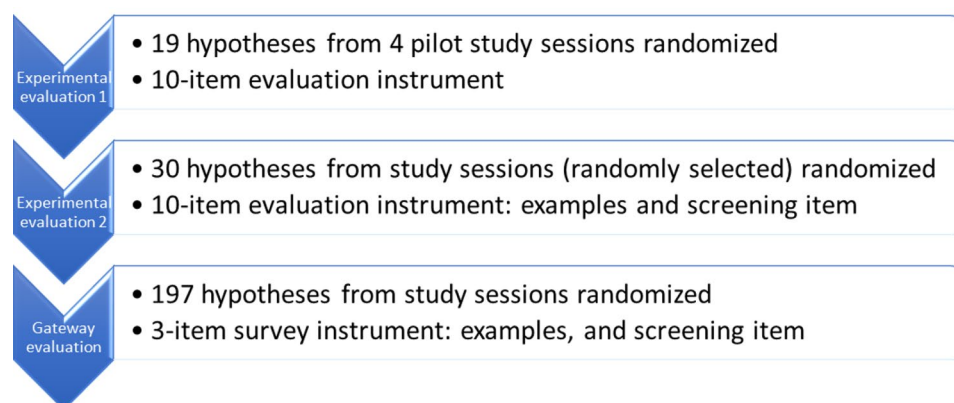 Experimental
evaluation 1
• 19 hypotheses from 4 pilot study sessions randomized
• 10-item evaluation instrument
Experimental
evaluation 2
• 30 hypotheses from study sessions (randomly selected) randomized
• 10-item evaluation instrument: examples and screening item
Gateway
evaluation
• 197 hypotheses from study sessions randomized
• 3-item survey instrument: examples, and screening item